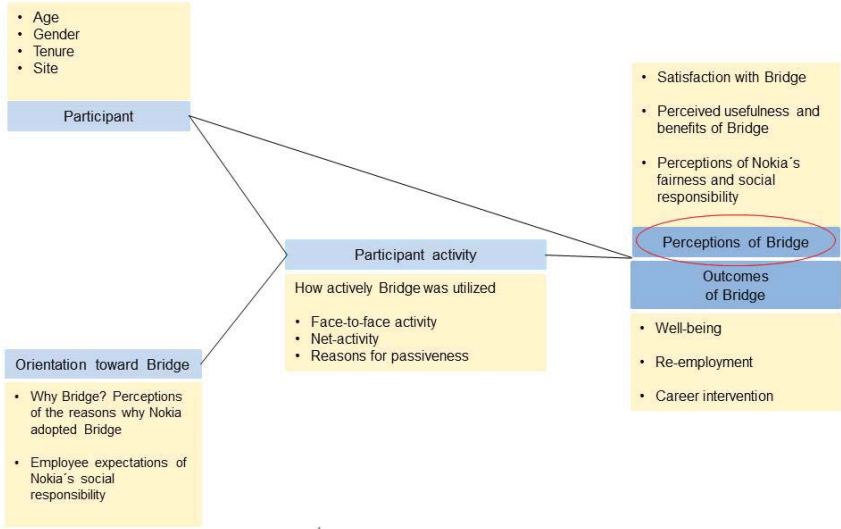 • Age
• Gender
• Tenure
• Site
Participant
• Satisfaction with Bridge
• Perceived usefulness and
benefits of Bridge
• Perceptions of Nokia´s
fairness and social
responsibility
Perceptions of Bridge
Outcomes
of Bridge
• Well-being
• Re-employment
• Career intervention
Participant activity
How actively Bridge was utilized
• Face-to-face activity
• Net-activity
• Reasons for passiveness
Orientation toward Bridge
• Why Bridge? Perceptions
of the reasons why Nokia
adopted Bridge
• Employee expectations of
Nokia´s social
responsibility